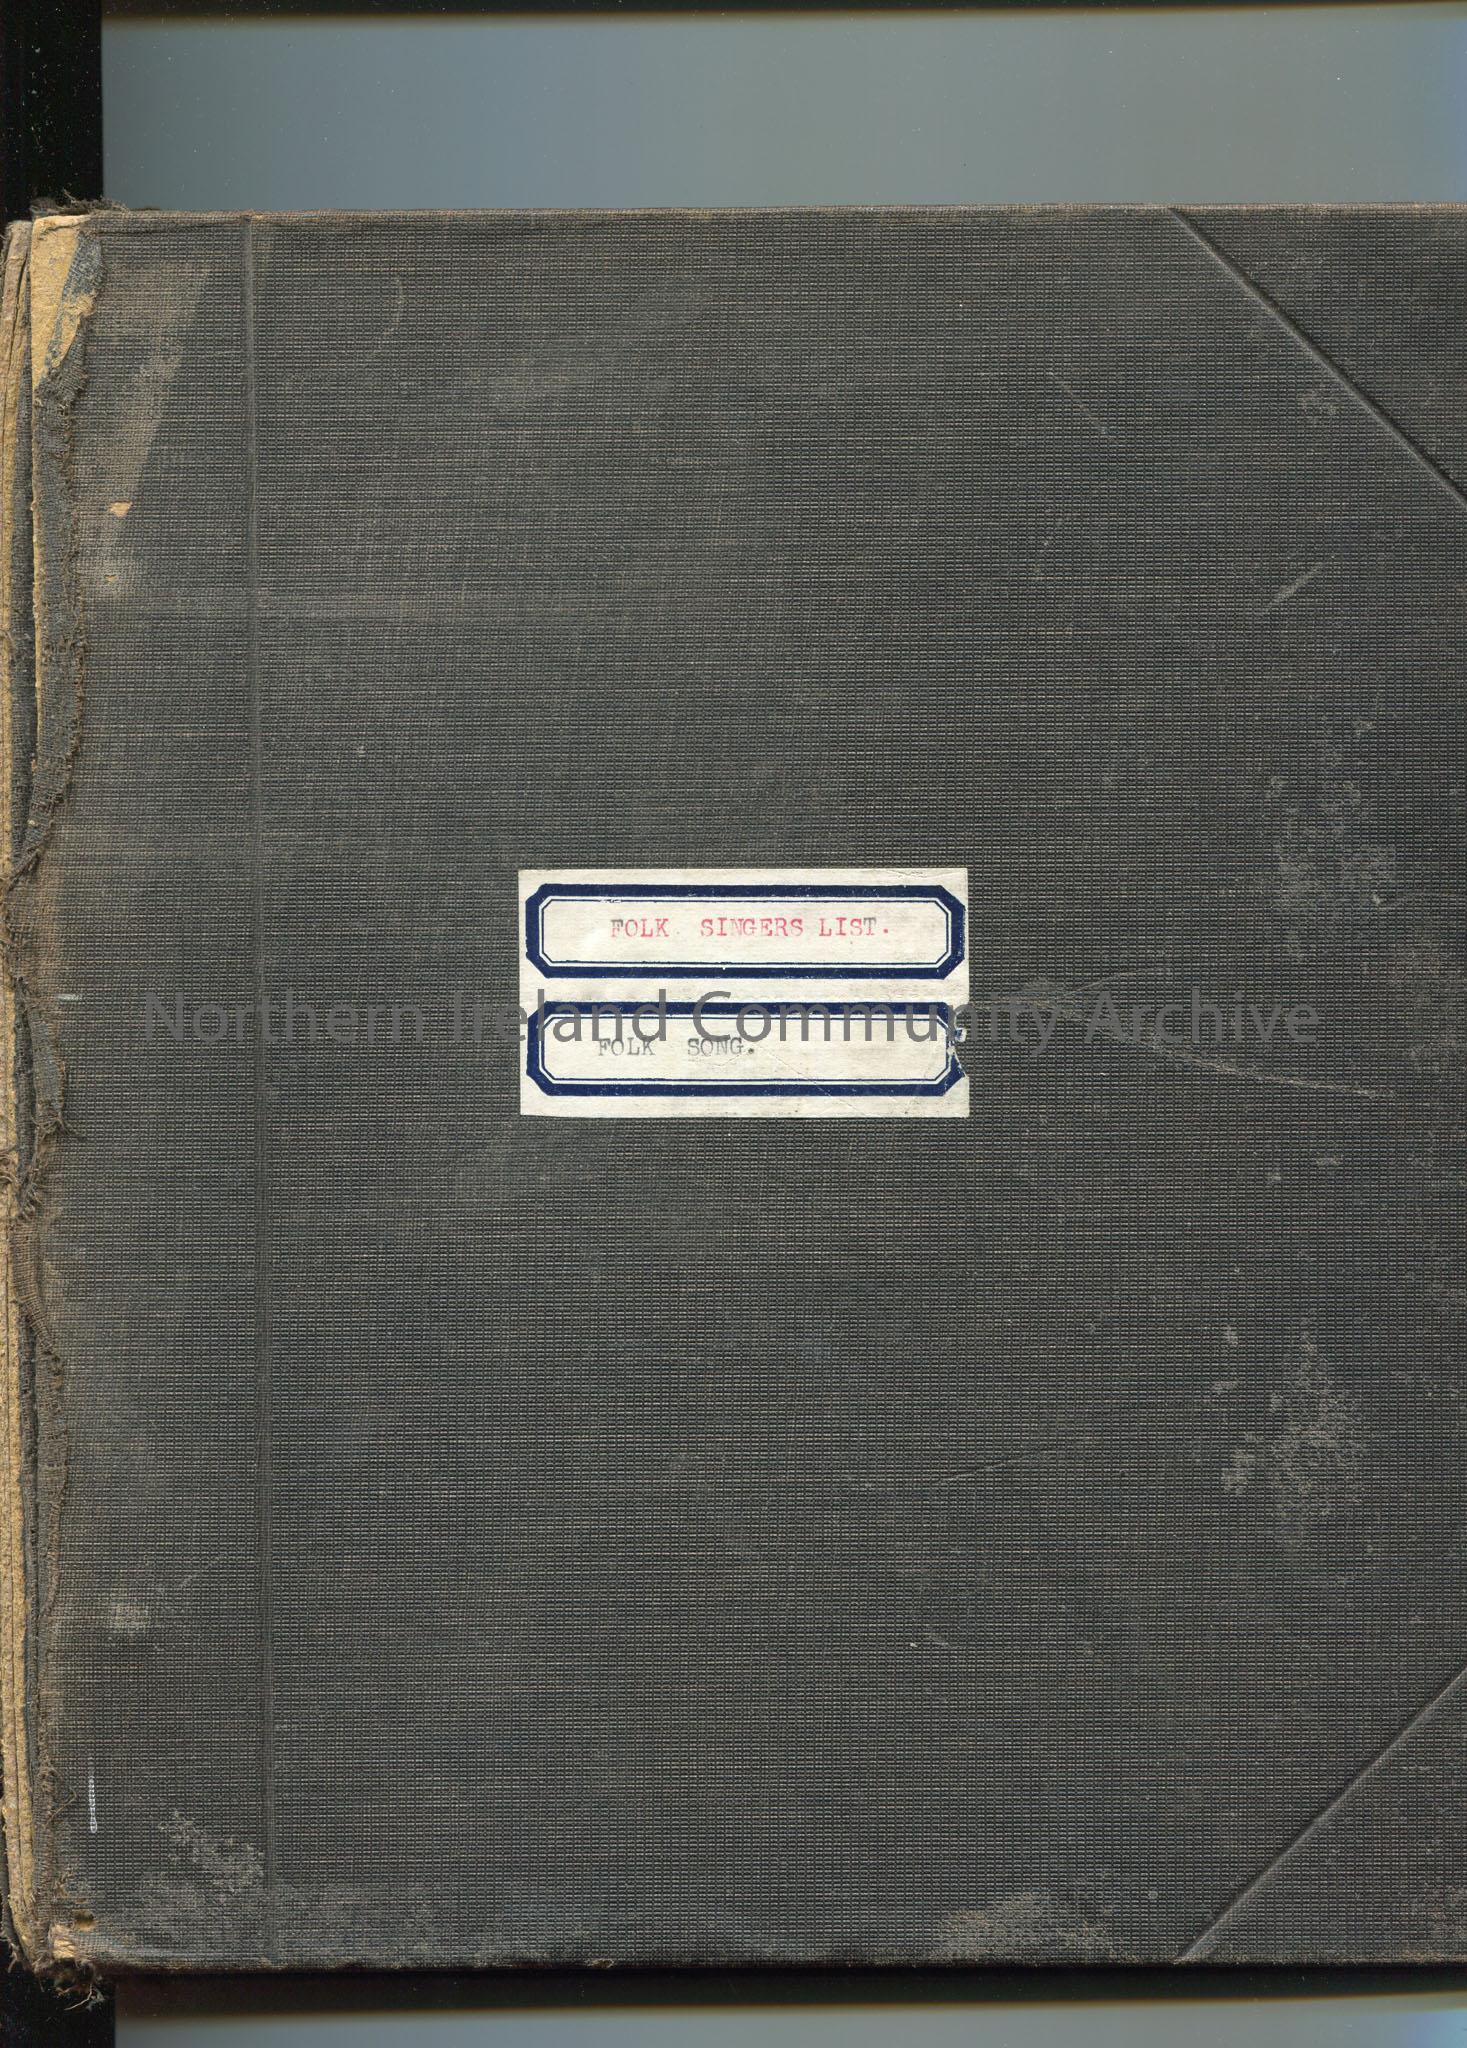 FOLK SINGERS LIST.
Northern Ireland Community Archive
FOLK SONG.